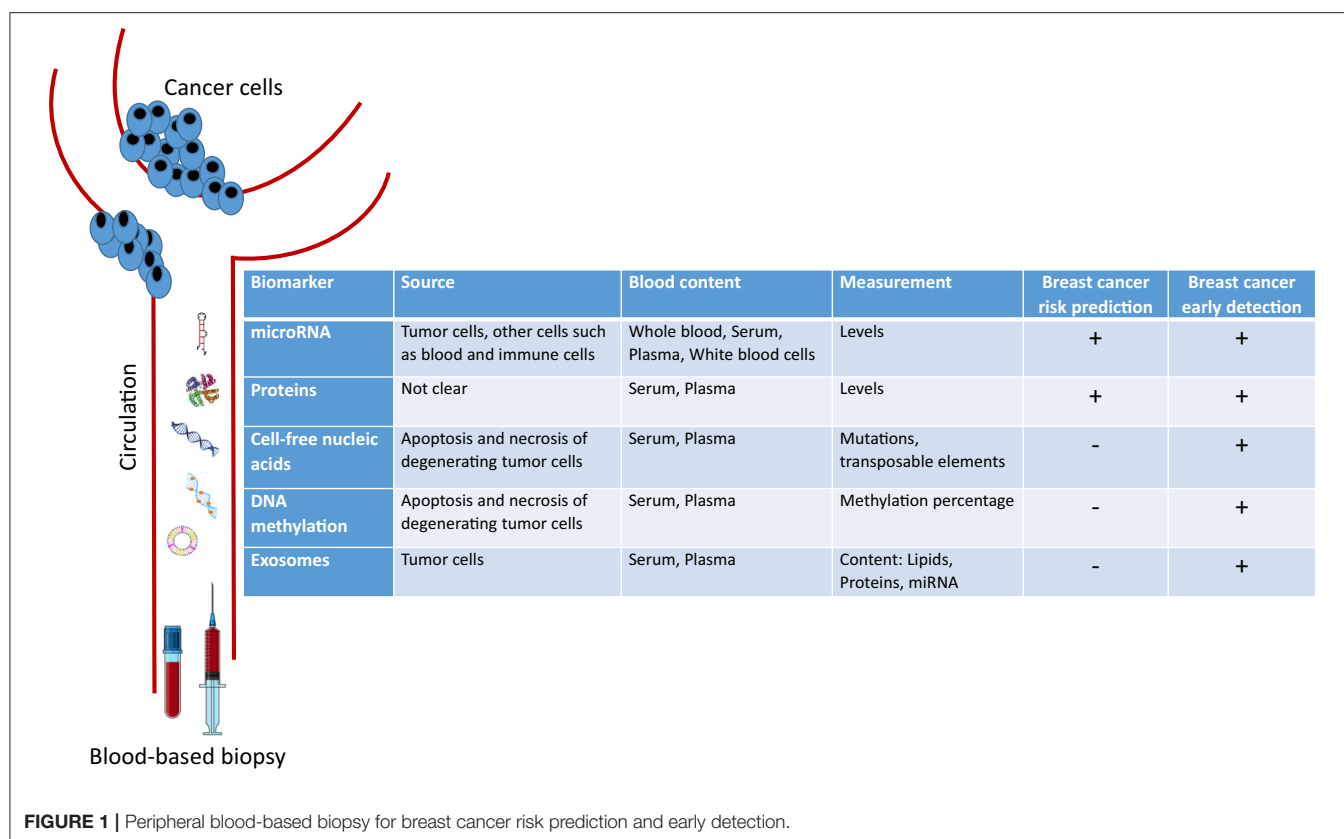 Cancer cells
Circulation
Biomarker Source Blood content Measurement Breast cancer Breast cancer
risk prediction early detection
microRNA Tumor cells, other cells such Whole blood, Serum, Levels + +
as blood and immune cells Plasma, White blood cells
Proteins Not clear Serum, Plasma Levels + +
Cell-free nucleic Apoptosis and necrosis of Serum, Plasma Mutations, - +
acids degenerating tumor cells transposable elements
DNA Apoptosis and necrosis of Serum, Plasma Methylation percentage - +
methylation degenerating tumor cells
Exosomes Tumor cells Serum, Plasma Content: Lipids, - +
Proteins, miRNA
Blood-based biopsy
FIGURE 1 | Peripheral blood-based biopsy for breast cancer risk prediction and early detection.